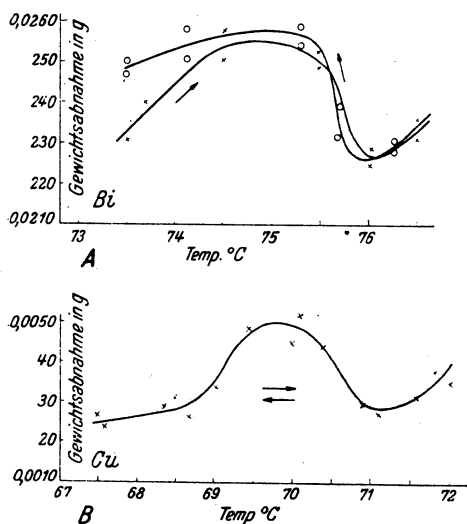 Gewichtsabnahme in g
0,0260
250
240
230
220
0,0210
Bi
73 74 75 76
A Temp. °C
Gewichtsabnahme in g
0,0050
40
30
20
0,0010
Cu
67 68 69 70 71 72
B Temp °C